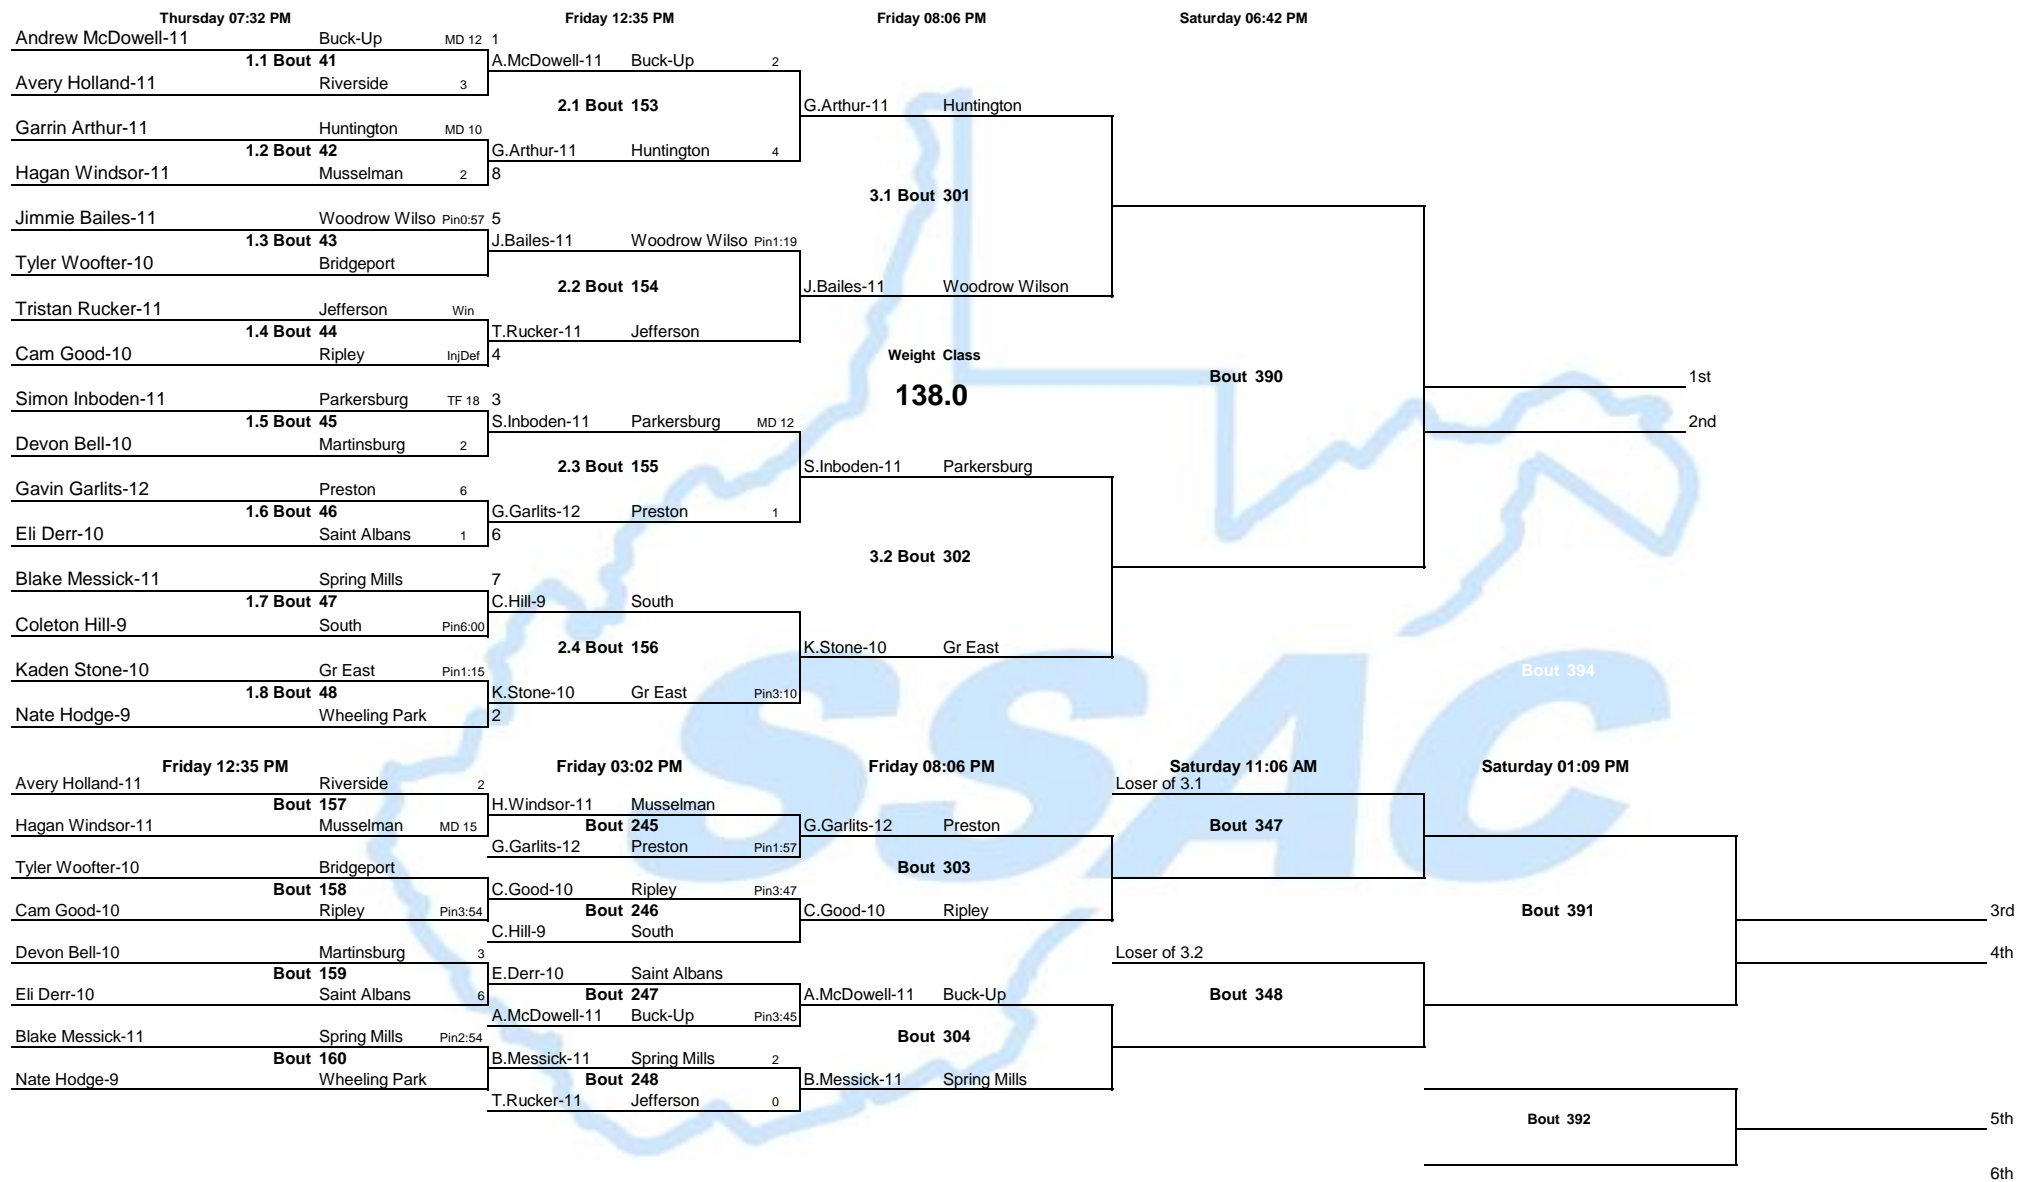 Thursday 07:32 PM Friday 12:35 PM Friday 08:06 PM Saturday 06:42 PM
Andrew McDowell-11 Buck-Up MD 12 1
1.1 Bout 41 A.McDowell-11 Buck-Up 2
Avery Holland-11 Riverside 3
2.1 Bout 153 G.Arthur-11 Huntington
Garrin Arthur-11 Huntington MD 10
1.2 Bout 42 G.Arthur-11 Huntington 4
Hagan Windsor-11 Musselman 2 8
3.1 Bout 301
Jimmie Bailes-11 Woodrow Wilso Pin0:57 5
1.3 Bout 43 J.Bailes-11 Woodrow Wilso Pin1:19
Tyler Woofter-10 Bridgeport
2.2 Bout 154 J.Bailes-11 Woodrow Wilson
Tristan Rucker-11 Jefferson Win
1.4 Bout 44 T.Rucker-11 Jefferson
Cam Good-10 Ripley InjDef 4 Weight Class
Bout 390 1st
Simon Inboden-11 Parkersburg TF 18 3 138.0
1.5 Bout 45 S.Inboden-11 Parkersburg MD 12 2nd
Devon Bell-10 Martinsburg 2
2.3 Bout 155 S.Inboden-11 Parkersburg
Gavin Garlits-12 Preston 6
1.6 Bout 46 G.Garlits-12 Preston 1
Eli Derr-10 Saint Albans 1 6
3.2 Bout 302
Blake Messick-11 Spring Mills 7
1.7 Bout 47 C.Hill-9 South
Coleton Hill-9 South Pin6:00
2.4 Bout 156 K.Stone-10 Gr East
Kaden Stone-10 Gr East Pin1:15 Bout 394
1.8 Bout 48 K.Stone-10 Gr East Pin3:10
Nate Hodge-9 Wheeling Park 2
SSAC
Friday 12:35 PM Friday 03:02 PM Friday 08:06 PM Saturday 11:06 AM Saturday 01:09 PM
Avery Holland-11 Riverside 2 Loser of 3.1
Bout 157 H.Windsor-11 Musselman
Hagan Windsor-11 Musselman MD 15 Bout 245 G.Garlits-12 Preston Bout 347
G.Garlits-12 Preston Pin1:57
Tyler Woofter-10 Bridgeport Bout 303
Bout 158 C.Good-10 Ripley Pin3:47
Cam Good-10 Ripley Pin3:54 Bout 246 C.Good-10 Ripley Bout 391 3rd
C.Hill-9 South
Devon Bell-10 Martinsburg 3 Loser of 3.2 4th
Bout 159 E.Derr-10 Saint Albans
Eli Derr-10 Saint Albans 6 Bout 247 A.McDowell-11 Buck-Up Bout 348
A.McDowell-11 Buck-Up Pin3:45
Blake Messick-11 Spring Mills Pin2:54 Bout 304
Bout 160 B.Messick-11 Spring Mills 2
Nate Hodge-9 Wheeling Park Bout 248 B.Messick-11 Spring Mills
T.Rucker-11 Jefferson 0
Bout 392 5th
6th